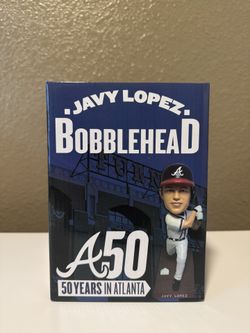 JAVY LOPEZ
BOBBLEHEAD
A50
50 YEARS IN ATLANTA
JAVY LOPEZ